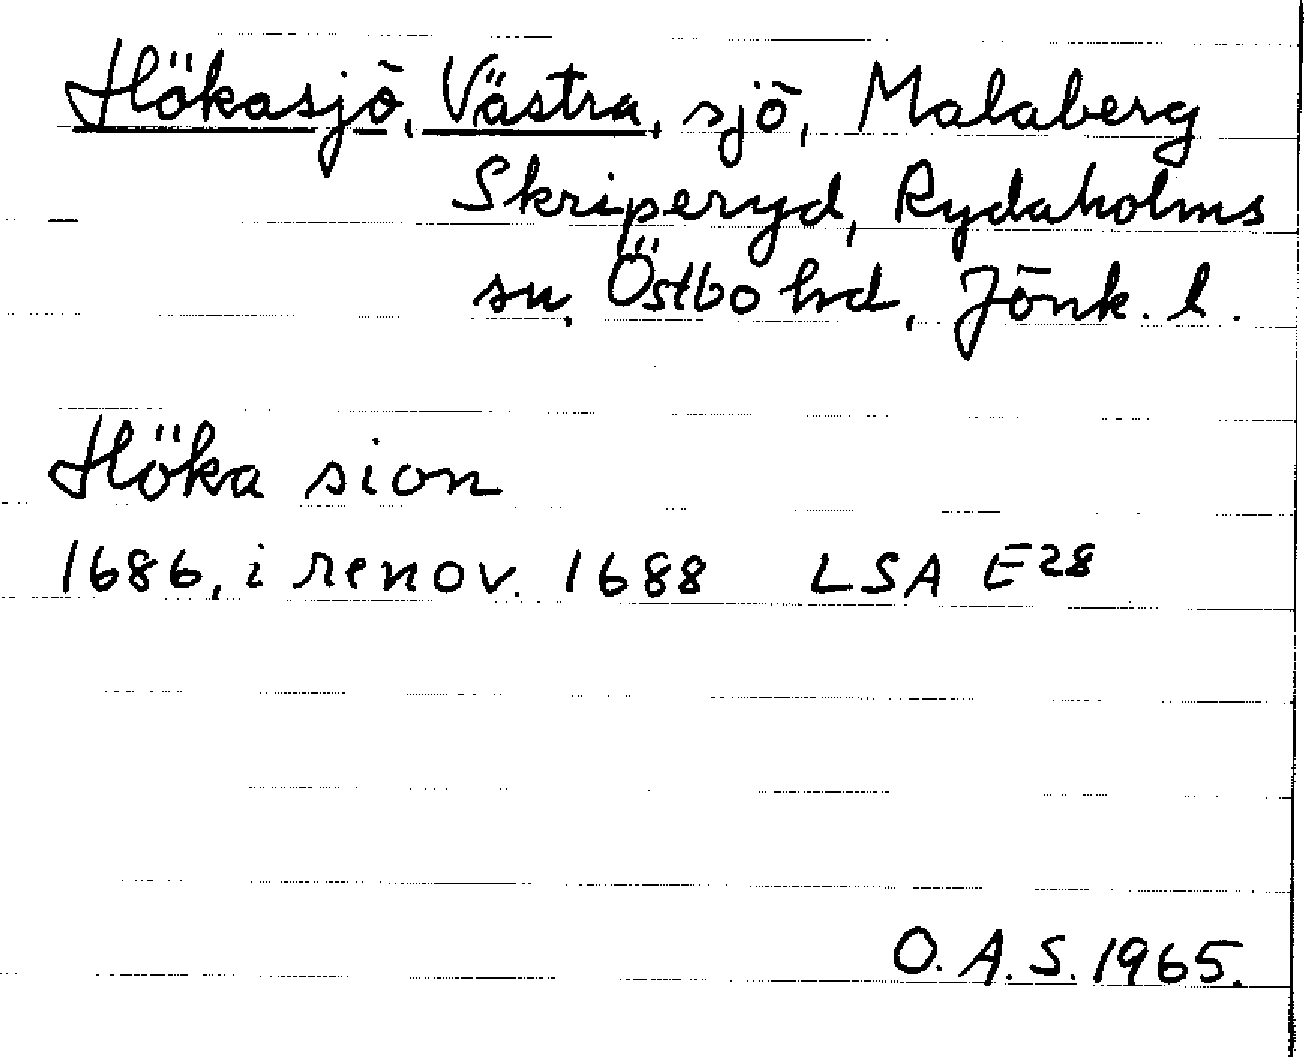 Hökasjö, Västra, sjö, Malaberg
Skriperyd, Rydaholms
sn, Östbo hd, Jönk. l.
Höka sion
1686, i renov. 1688 LSA E28
O. A. S. 1965.